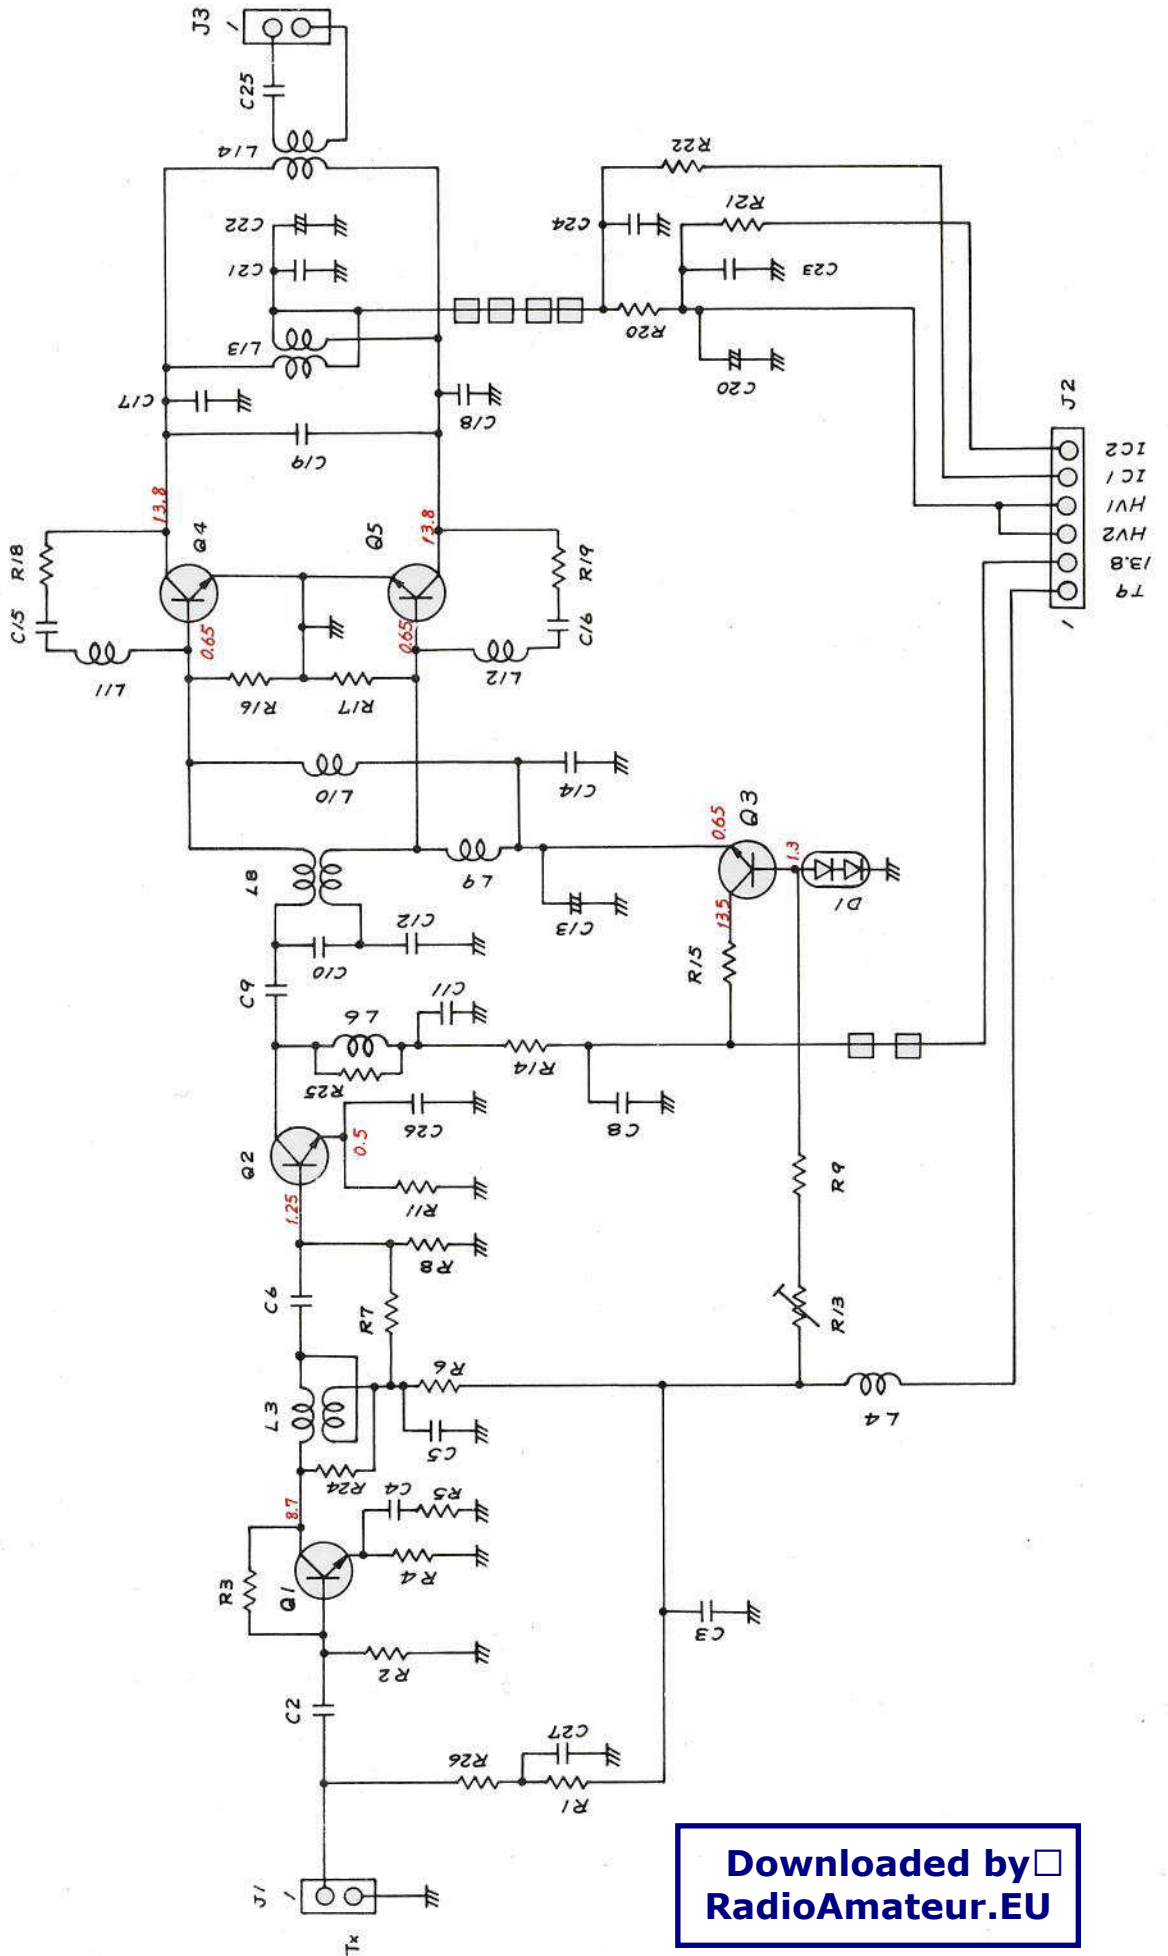 J3
1
C25
L14
R22
C22
C24
R21
C21
C23
L13
R20
C17
C20
C18
J2
C19
13.8
IC2
IC1
HV1
HV2
13.8
T9
1
13.8
Q4
Q5
R18
R19
C15
C16
0.65
0.65
L11
L12
R16
R17
L10
C14
Q3
0.65
1.3
L8
L9
D1
C13
13.5
C12
C10
R15
C9
C11
L6
R14
R25
C8
C26
Q2
0.5
R9
R11
1.25
R8
C6
R7
R13
R6
L3
L4
C5
R24
C4
R5
8.7
R3
Q1
R4
C3
R2
C2
C27
R26
R1
J1
1
Tx
Downloaded by□
RadioAmateur.EU